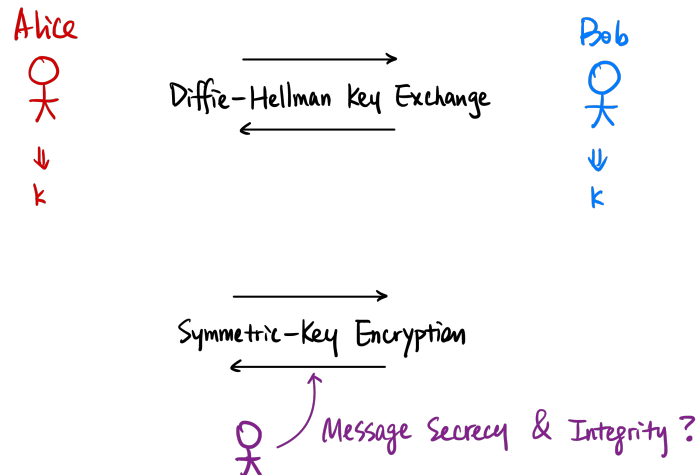 Alice
Bob
Diffie-Hellman Key Exchange
k
k
Symmetric-Key Encryption
Message Secrecy & Integrity?